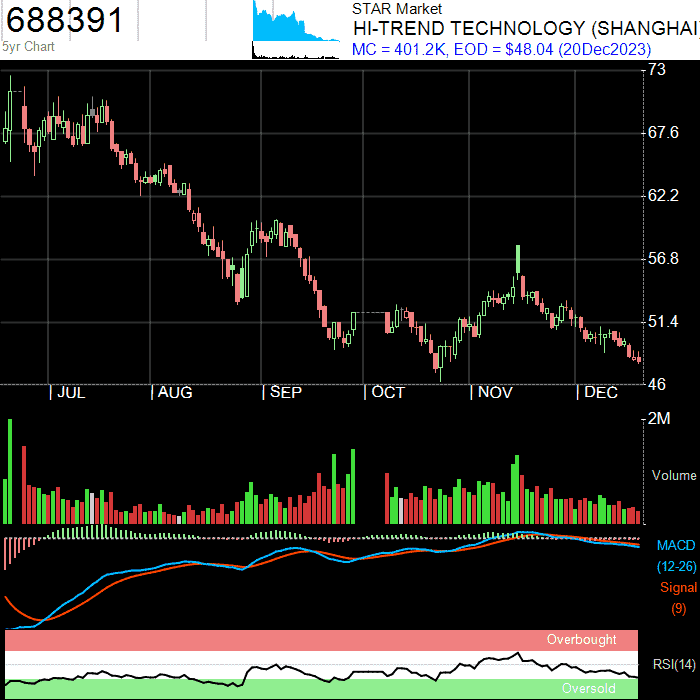 688391
5yr Chart
STAR Market
HI-TREND TECHNOLOGY (SHANGHAI
MC = 401.2K, EOD = $48.04 (20Dec2023)
73
67.6
62.2
56.8
51.4
46
JUL AUG SEP OCT NOV DEC
2M
Volume
MACD
(12-26)
Signal
(9)
Overbought
RSI(14)
Oversold